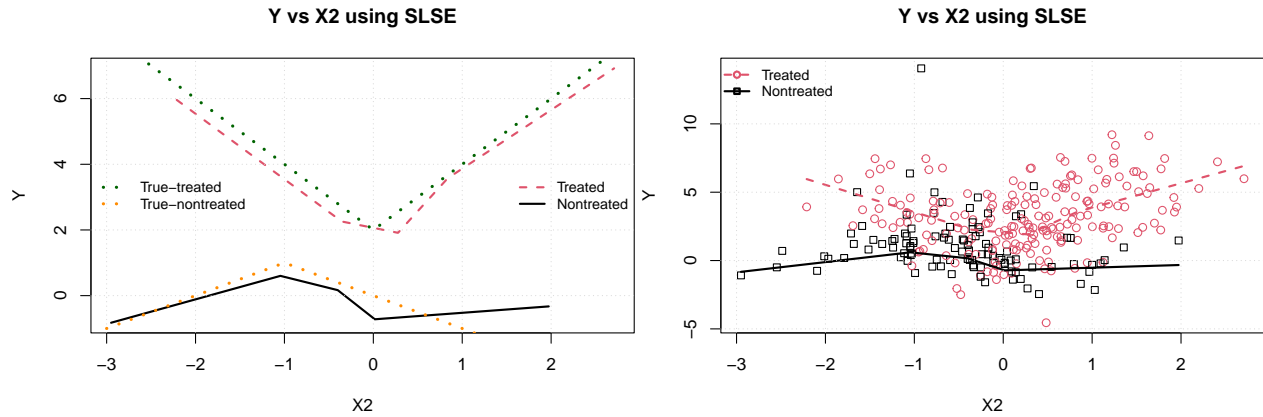 Y vs X2 using SLSE
Y
6
4
2
0
True−treated
True−nontreated
Treated
Nontreated
−3 −2 −1 0 1 2
X2
Y vs X2 using SLSE
Treated
Nontreated
Y
10
5
0
−5
−3 −2 −1 0 1 2
X2